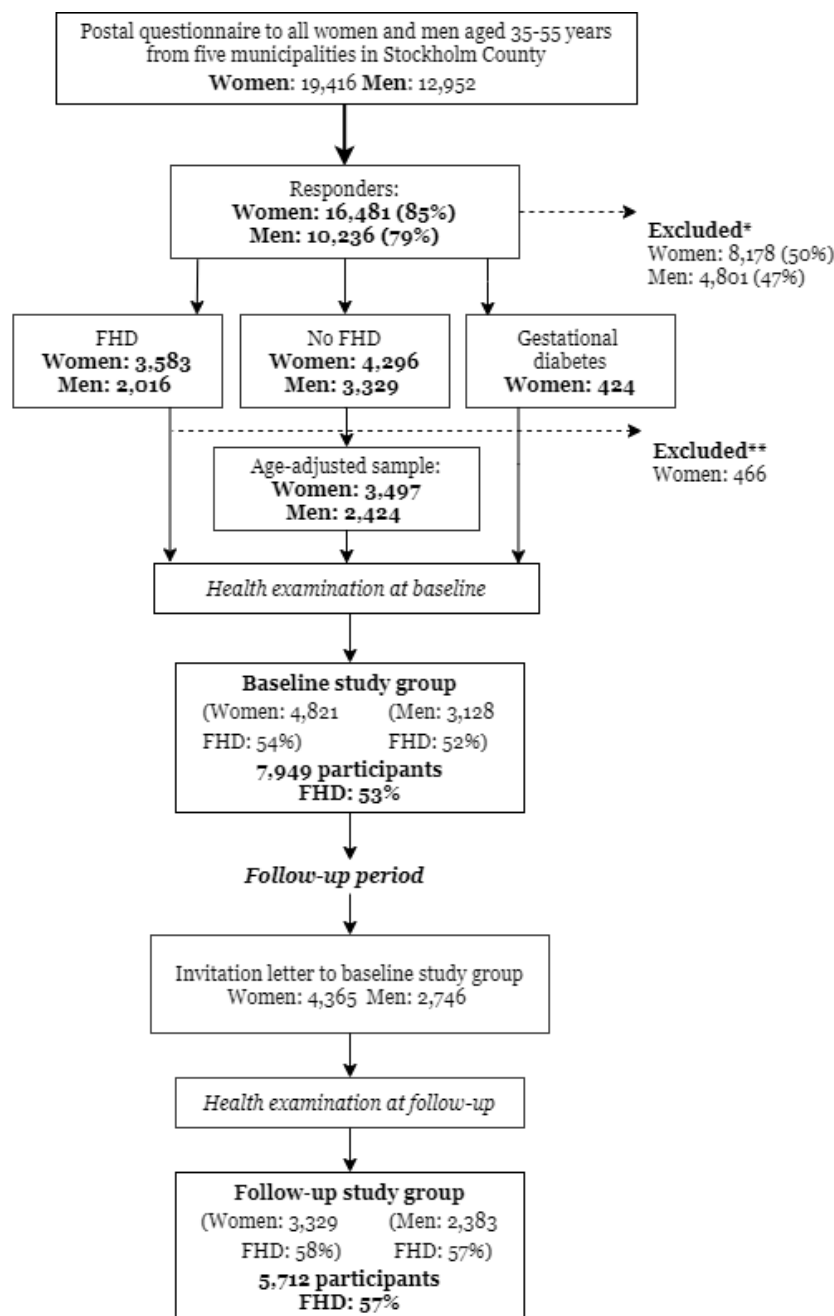 Postal questionnaire to all women and men aged 35-55 years
from five municipalities in Stockholm County
Women: 19,416 Men: 12,952
Responders:
Women: 16,481 (85%)
Men: 10,236 (79%)
Excluded*
Women: 8,178 (50%)
Men: 4,801 (47%)
FHD
Women: 3,583
Men: 2,016
No FHD
Women: 4,296
Men: 3,329
Gestational
diabetes
Women: 424
Excluded**
Women: 466
Age-adjusted sample:
Women: 3,497
Men: 2,424
Health examination at baseline
Baseline study group
(Women: 4,821 (Men: 3,128
FHD: 54%) FHD: 52%)
7,949 participants
FHD: 53%
Follow-up period
Invitation letter to baseline study group
Women: 4,365 Men: 2,746
Health examination at follow-up
Follow-up study group
(Women: 3,329 (Men: 2,383
FHD: 58%) FHD: 57%)
5,712 participants
FHD: 57%